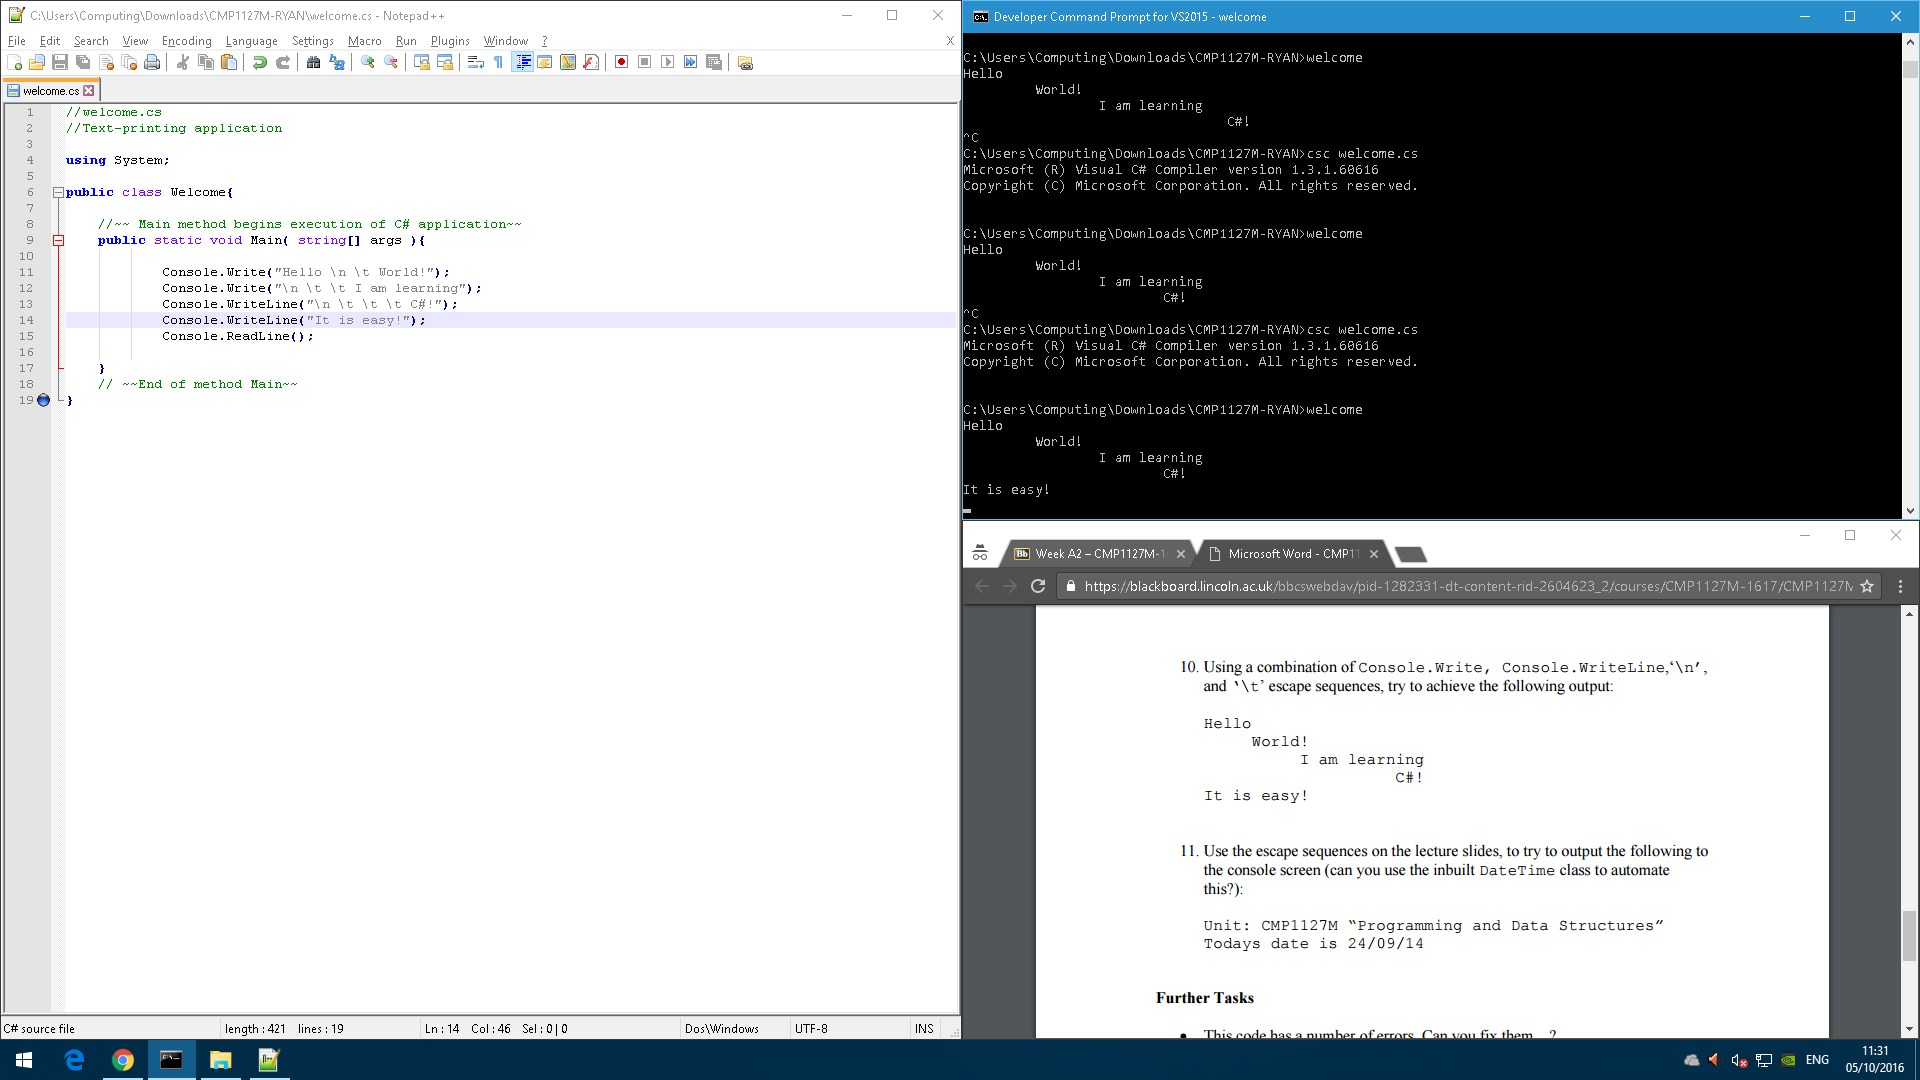 C:\Users\Computing\Downloads\CMP1127M-RYAN\welcome.cs - Notepad++
File Edit Search View Encoding Language Settings Macro Run Plugins Window ? X
welcome.cs
1 //welcome.cs
2 //Text-printing application
3
4 using System;
5
6 public class Welcome{
7
8 //~~ Main method begins execution of C# application~~
9 public static void Main( string[] args ){
10
11 Console.Write("Hello \n \t World!");
12 Console.Write("\n \t \t I am learning");
13 Console.WriteLine("\n \t \t \t C#!");
14 Console.WriteLine("It is easy!");
15 Console.ReadLine();
16
17 }
18 // ~~End of method Main~~
19 }
C# source file length : 421 lines : 19 Ln : 14 Col : 46 Sel : 0 | 0 Dos\Windows UTF-8 INS
Developer Command Prompt for VS2015 - welcome
C:\Users\Computing\Downloads\CMP1127M-RYAN>welcome
Hello
World!
I am learning
C#!
^C
C:\Users\Computing\Downloads\CMP1127M-RYAN>csc welcome.cs
Microsoft (R) Visual C# Compiler version 1.3.1.60616
Copyright (C) Microsoft Corporation. All rights reserved.
C:\Users\Computing\Downloads\CMP1127M-RYAN>welcome
Hello
World!
I am learning
C#!
^C
C:\Users\Computing\Downloads\CMP1127M-RYAN>csc welcome.cs
Microsoft (R) Visual C# Compiler version 1.3.1.60616
Copyright (C) Microsoft Corporation. All rights reserved.
C:\Users\Computing\Downloads\CMP1127M-RYAN>welcome
Hello
World!
I am learning
C#!
It is easy!
Bb Week A2 – CMP1127M-1 Microsoft Word - CMP11
https://blackboard.lincoln.ac.uk/bbcswebdav/pid-1282331-dt-content-rid-2604623_2/courses/CMP1127M-1617/CMP1127M
10. Using a combination of Console.Write, Console.WriteLine,‘\n’,
and ‘\t’ escape sequences, try to achieve the following output:
Hello
World!
I am learning
C#!
It is easy!
11. Use the escape sequences on the lecture slides, to try to output the following to
the console screen (can you use the inbuilt DateTime class to automate
this?):
Unit: CMP1127M “Programming and Data Structures”
Todays date is 24/09/14
Further Tasks
• This code has a number of errors. Can you fix them...?
ENG
11:31
05/10/2016